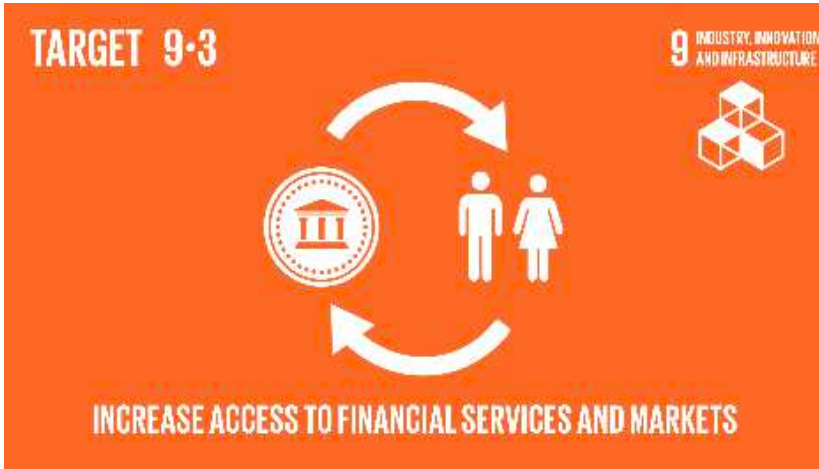 TARGET 9·3
9 INDUSTRY, INNOVATION
AND INFRASTRUCTURE
INCREASE ACCESS TO FINANCIAL SERVICES AND MARKETS